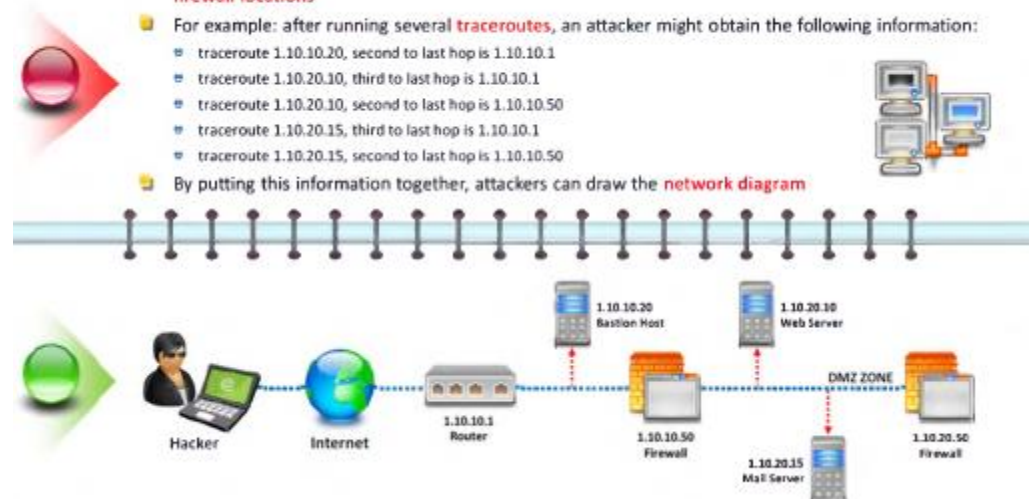 firewall locations
For example: after running several traceroutes, an attacker might obtain the following information:
traceroute 1.10.10.20, second to last hop is 1.10.10.1
traceroute 1.10.20.10, third to last hop is 1.10.10.1
traceroute 1.10.20.10, second to last hop is 1.10.10.50
traceroute 1.10.20.15, third to last hop is 1.10.10.1
traceroute 1.10.20.15, second to last hop is 1.10.10.50
By putting this information together, attackers can draw the network diagram
1.10.10.20
Bastion Host
1.10.20.10
Web Server
DMZ ZONE
Hacker
Internet
1.10.10.1
Router
1.10.10.50
Firewall
1.10.20.50
Firewall
1.10.20.15
Mail Server